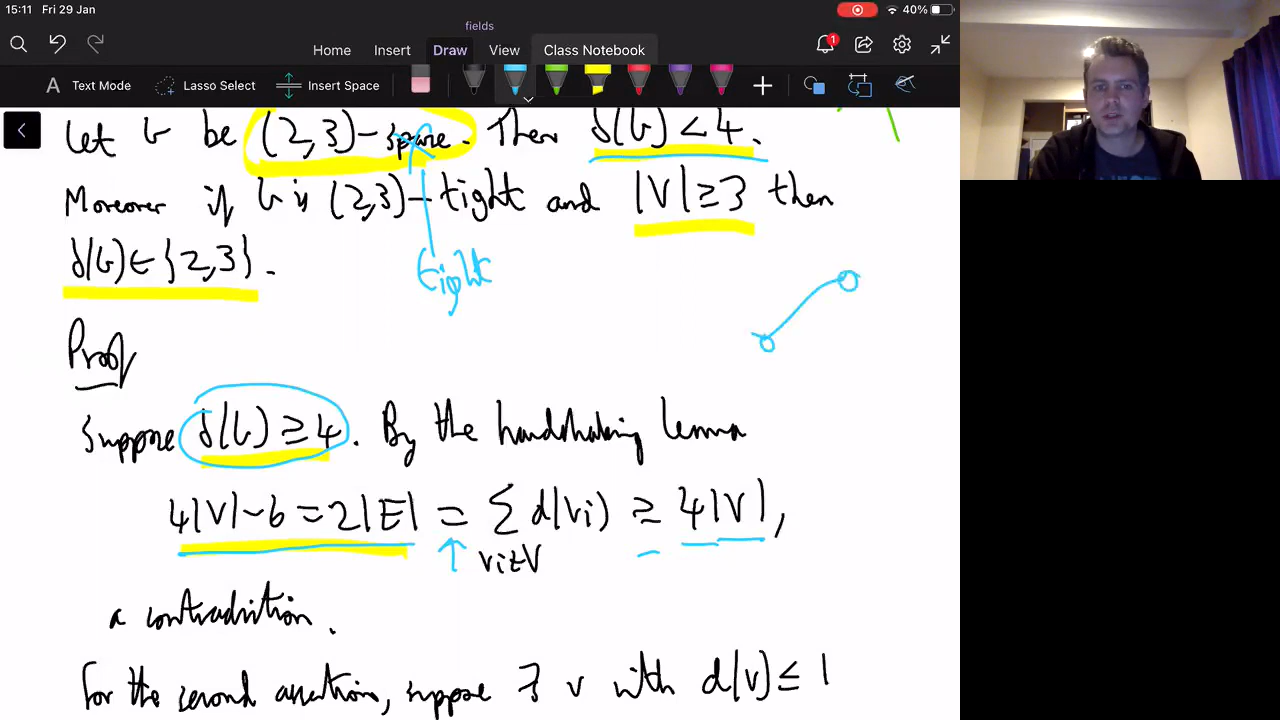 15:11 Fri 29 Jan
40%
fields
Home Insert Draw View Class Notebook
1
A Text Mode Lasso Select Insert Space
Let G be (2,3)-sparse. Then δ(G) < 4.
Moreover if G is (2,3)-tight and |V| ≥ 3 then
δ(G) ∈ {2,3}.
tight
Proof
Suppose δ(G) ≥ 4. By the handshaking lemma
4|V| - 6 = 2|E| = ∑ d(vi) ≥ 4|V|,
vi∈V
a contradiction.
For the second assertion, suppose ∃ v with d(v) ≤ 1